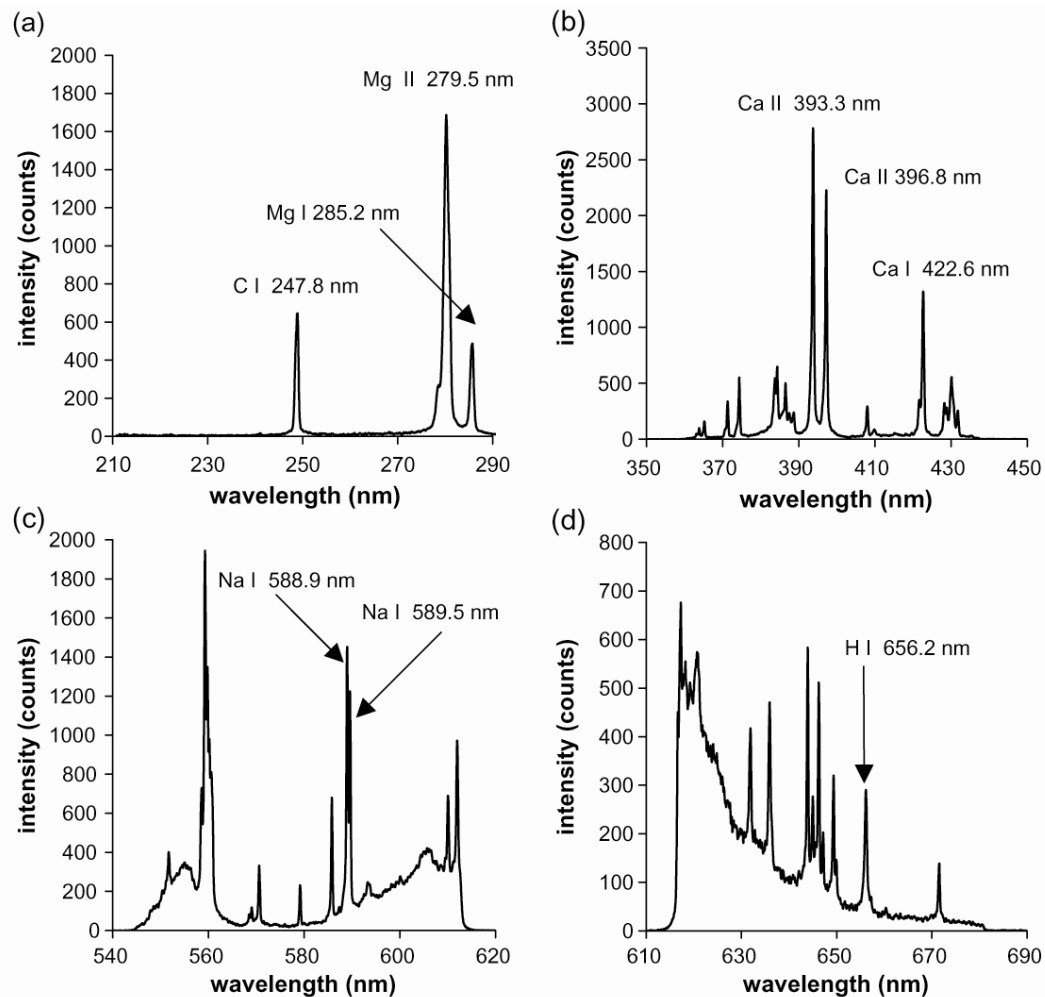 (a)
2000
1800
1600
1400
1200
1000
800
600
400
200
0
intensity (counts)
Mg II 279.5 nm
Mg I 285.2 nm
C I 247.8 nm
210 230 250 270 290
wavelength (nm)
(b)
3500
3000
2500
2000
1500
1000
500
0
intensity (counts)
Ca II 393.3 nm
Ca II 396.8 nm
Ca I 422.6 nm
350 370 390 410 430 450
wavelength (nm)
(c)
2000
1800
1600
1400
1200
1000
800
600
400
200
0
intensity (counts)
Na I 588.9 nm
Na I 589.5 nm
540 560 580 600 620
wavelength (nm)
(d)
800
700
600
500
400
300
200
100
0
intensity (counts)
H I 656.2 nm
610 630 650 670 690
wavelength (nm)